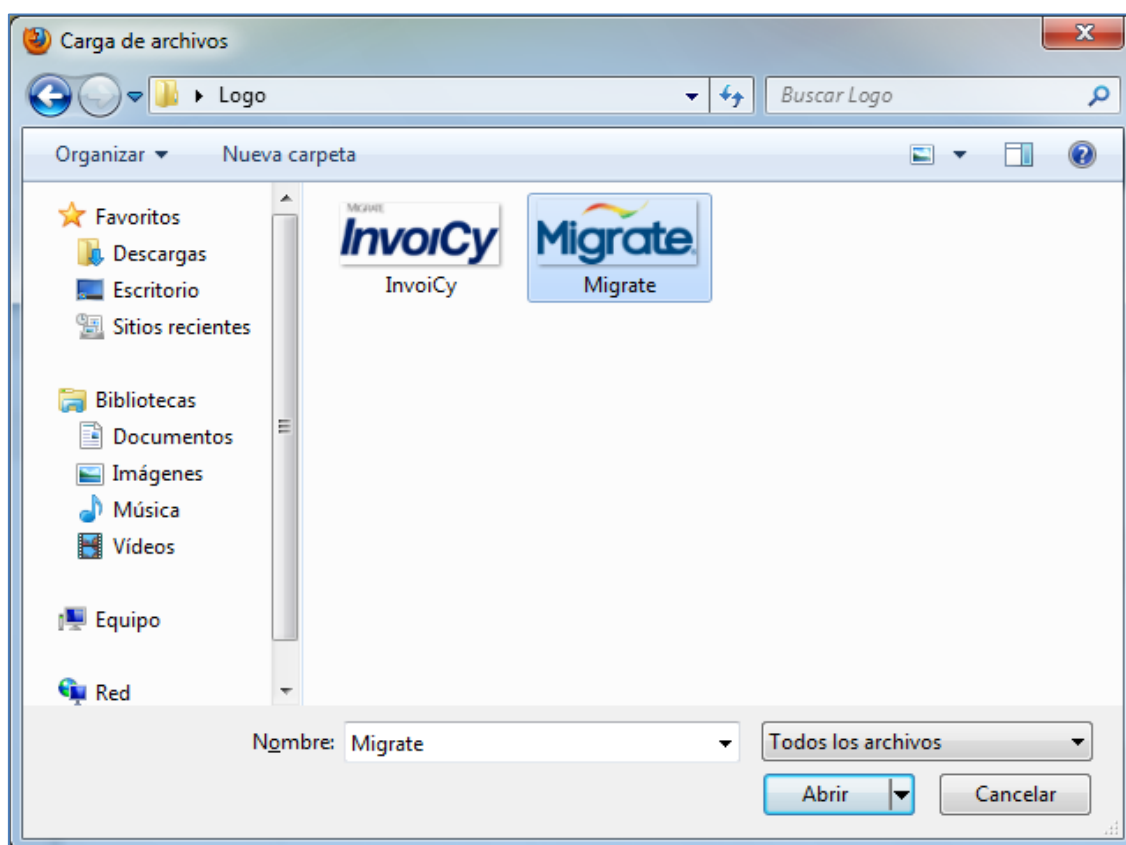 Carga de archivos
Logo
Buscar Logo
Organizar
Nueva carpeta
Favoritos
Descargas
Escritorio
Sitios recientes
Bibliotecas
Documentos
Imágenes
Música
Vídeos
Equipo
Red
MIGRATE
InvoiCy
InvoiCy
Migrate
Migrate
Nombre: Migrate
Todos los archivos
Abrir
Cancelar